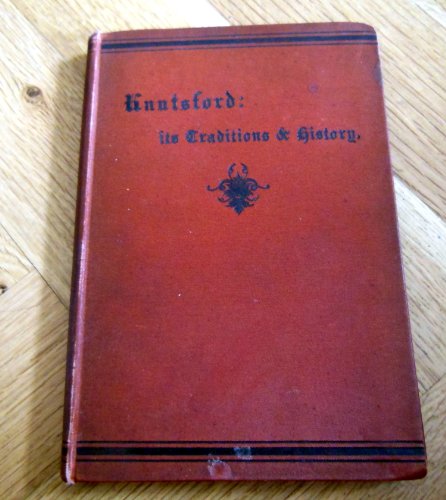 Knutsford:
its Traditions & History.